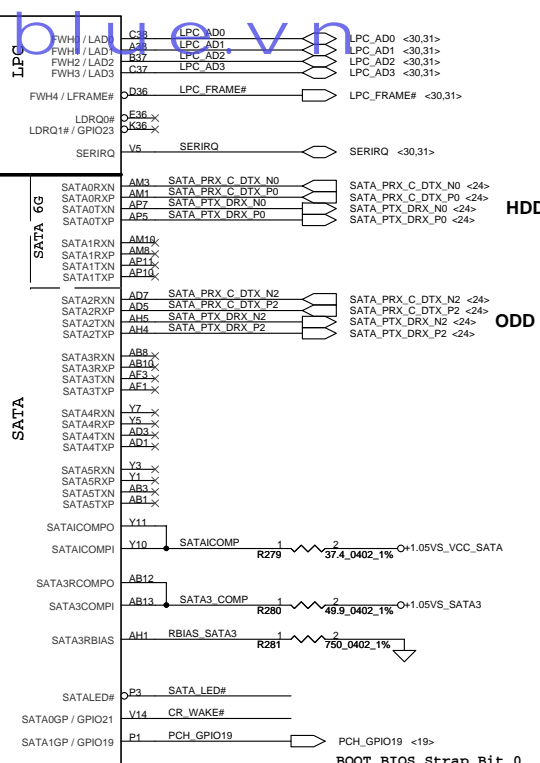 blue.vn
LPC
FWH0 / LAD0 C38 LPC_AD0 LPC_AD0 <30,31>
FWH1 / LAD1 A38 LPC_AD1 LPC_AD1 <30,31>
FWH2 / LAD2 B37 LPC_AD2 LPC_AD2 <30,31>
FWH3 / LAD3 C37 LPC_AD3 LPC_AD3 <30,31>
FWH4 / LFRAME# D36 LPC_FRAME# LPC_FRAME# <30,31>
LDRQ0# E36
LDRQ1# / GPIO23 K36
SERIRQ V5 SERIRQ SERIRQ <30,31>
SATA 6G
SATA0RXN AM3 SATA_PRX_C_DTX_N0 SATA_PRX_C_DTX_N0 <24>
SATA0RXP AM1 SATA_PRX_C_DTX_P0 SATA_PRX_C_DTX_P0 <24>
SATA0TXN AP7 SATA_PTX_DRX_N0 SATA_PTX_DRX_N0 <24>
SATA0TXP AP5 SATA_PTX_DRX_P0 SATA_PTX_DRX_P0 <24>
HDD
SATA1RXN AM10
SATA1RXP AM8
SATA1TXN AP11
SATA1TXP AP10
SATA
SATA2RXN AD7 SATA_PRX_C_DTX_N2 SATA_PRX_C_DTX_N2 <24>
SATA2RXP AD5 SATA_PRX_C_DTX_P2 SATA_PRX_C_DTX_P2 <24>
SATA2TXN AH5 SATA_PTX_DRX_N2 SATA_PTX_DRX_N2 <24>
SATA2TXP AH4 SATA_PTX_DRX_P2 SATA_PTX_DRX_P2 <24>
ODD
SATA3RXN AB8
SATA3RXP AB10
SATA3TXN AF3
SATA3TXP AF1
SATA4RXN Y7
SATA4RXP Y5
SATA4TXN AD3
SATA4TXP AD1
SATA5RXN Y3
SATA5RXP Y1
SATA5TXN AB3
SATA5TXP AB1
SATAICOMPO Y11
SATAICOMPI Y10 SATAICOMP 1 2 +1.05VS_VCC_SATA
R279 37.4_0402_1%
SATA3RCOMPO AB12
SATA3COMPI AB13 SATA3_COMP 1 2 +1.05VS_SATA3
R280 49.9_0402_1%
SATA3RBIAS AH1 RBIAS_SATA3 1 2
R281 750_0402_1%
SATALED# P3 SATA_LED#
SATA0GP / GPIO21 V14 CR_WAKE#
SATA1GP / GPIO19 P1 PCH_GPIO19 PCH_GPIO19 <19>
BOOT BIOS Strap Bit 0